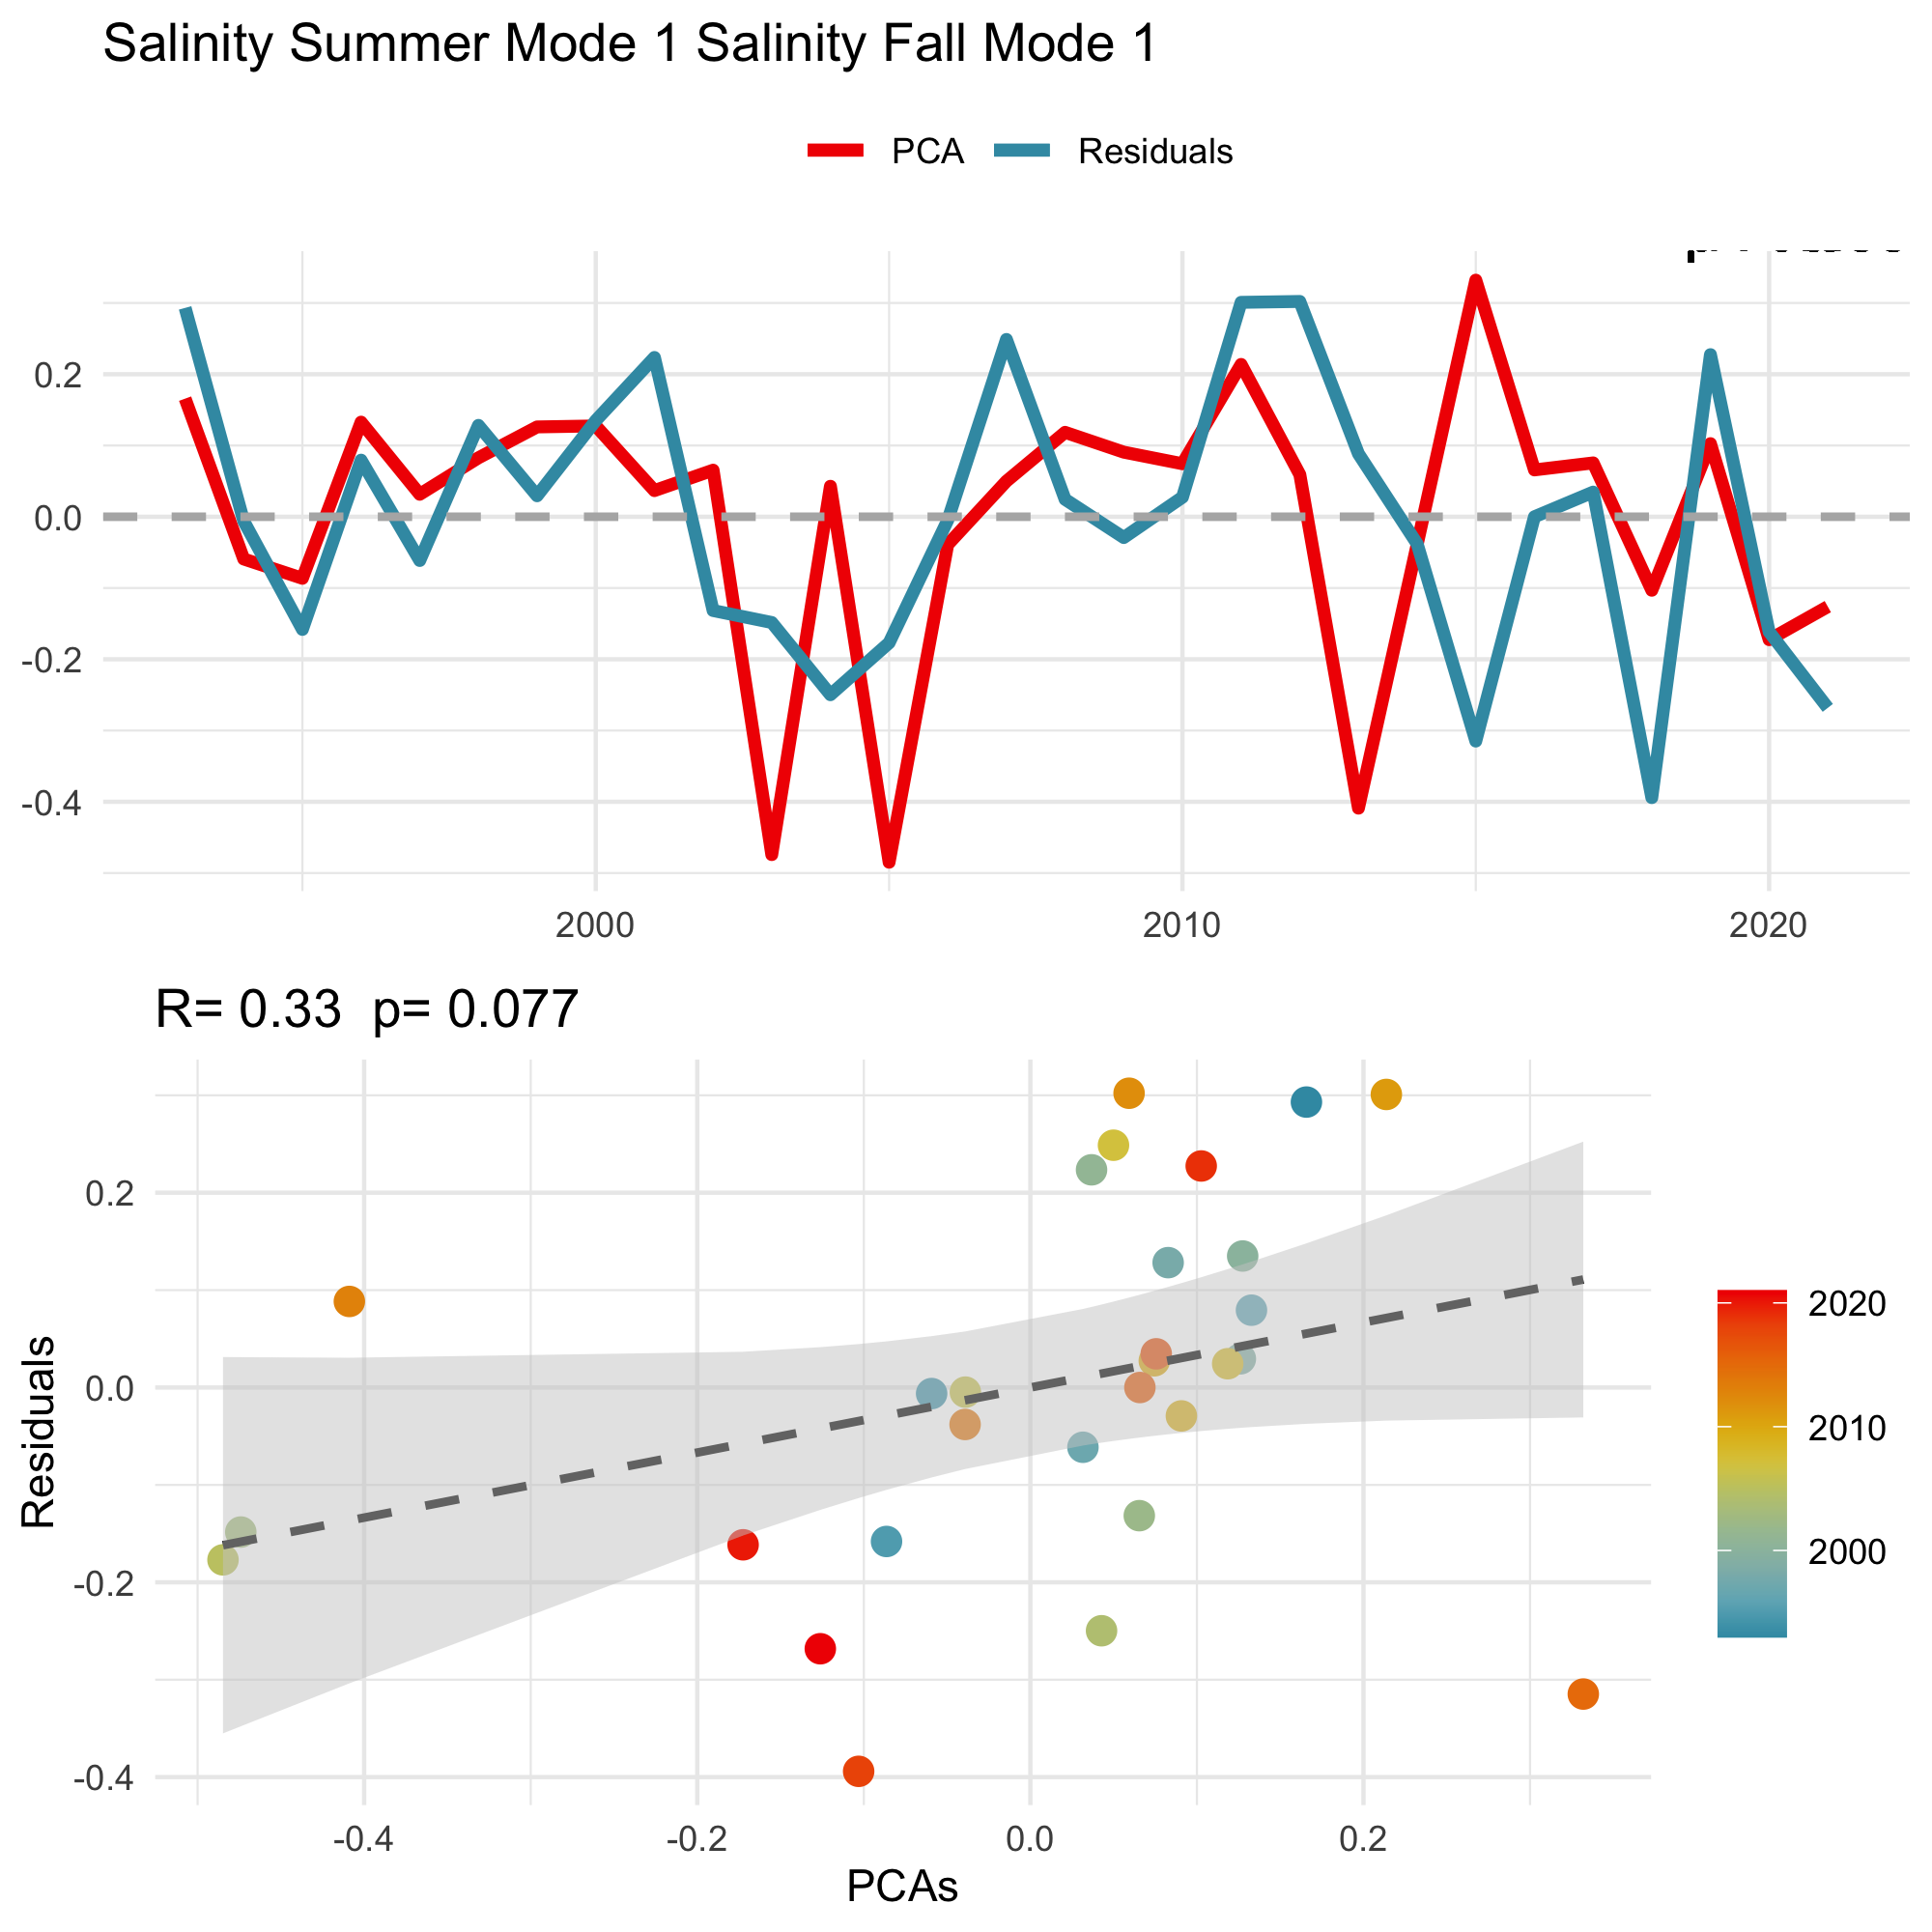 Salinity Summer Mode 1 Salinity Fall Mode 1
PCA Residuals
0.2
0.0
-0.2
-0.4
2000 2010 2020
R= 0.33  p= 0.077
Residuals
0.2
0.0
-0.2
-0.4
-0.4 -0.2 0.0 0.2
PCAs
2020
2010
2000